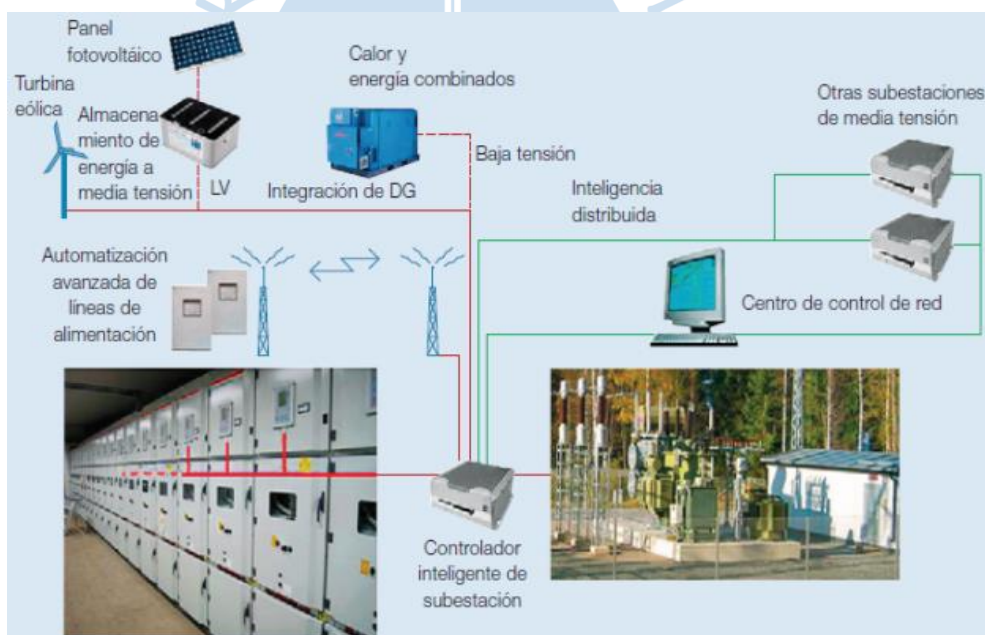 Panel
fotovoltáico
Turbina
eólica
Almacena
miento de
energía a
media tensión
LV
Calor y
energía combinados
Integración de DG
Baja tensión
Otras subestaciones
de media tensión
Inteligencia
distribuida
Automatización
avanzada de
líneas de
alimentación
Centro de control de red
Controlador
inteligente de
subestación